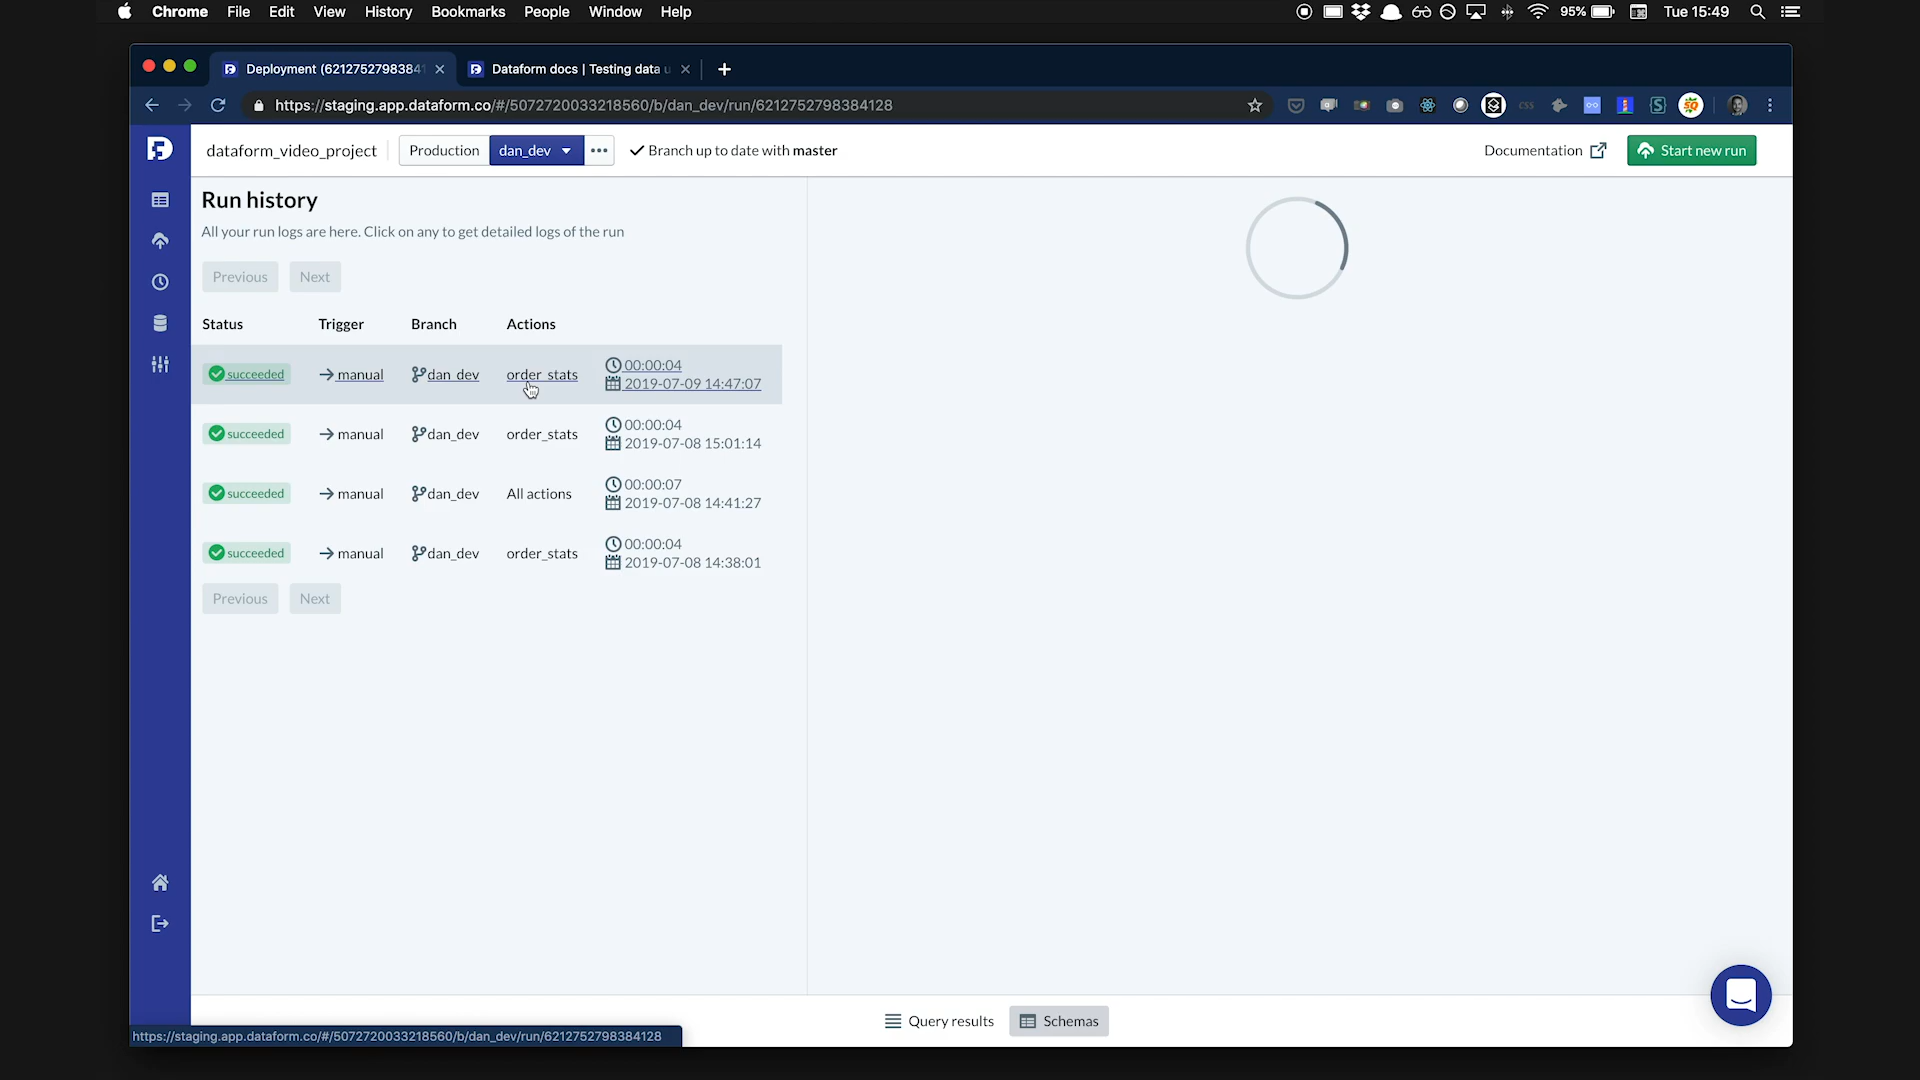 Chrome File Edit View History Bookmarks People Window Help 95% Tue 15:49
Deployment (6212752798384 Dataform docs | Testing data
https://staging.app.dataform.co/#/5072720033218560/b/dan_dev/run/6212752798384128
dataform_video_project Production dan_dev Branch up to date with master Documentation Start new run
Run history
All your run logs are here. Click on any to get detailed logs of the run
Previous Next
Status Trigger Branch Actions
succeeded manual dan_dev order_stats 00:00:04
2019-07-09 14:47:07
succeeded manual dan_dev order_stats 00:00:04
2019-07-08 15:01:14
succeeded manual dan_dev All actions 00:00:07
2019-07-08 14:41:27
succeeded manual dan_dev order_stats 00:00:04
2019-07-08 14:38:01
Previous Next
Query results Schemas
https://staging.app.dataform.co/#/5072720033218560/b/dan_dev/run/6212752798384128